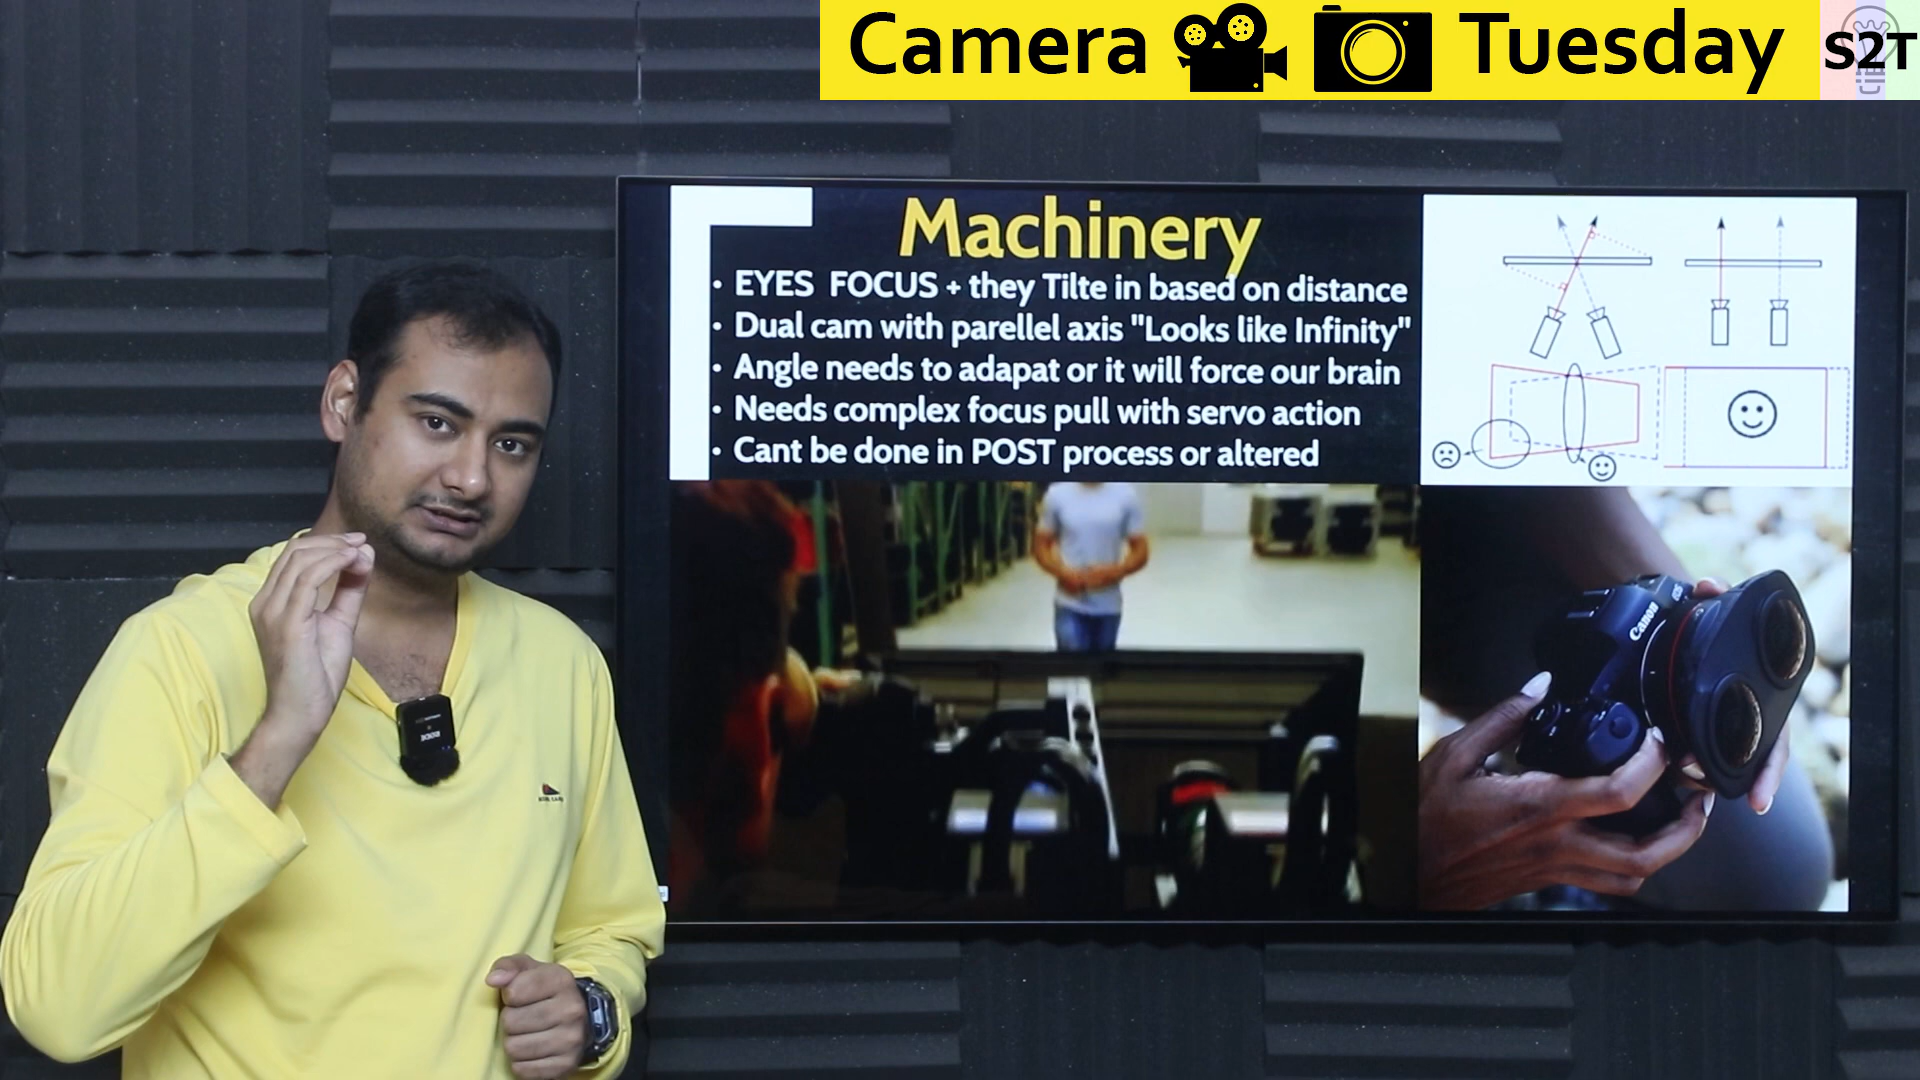 Camera Tuesday S2T
Machinery
• EYES FOCUS + they Tilte in based on distance
• Dual cam with parellel axis "Looks like Infinity"
• Angle needs to adapat or it will force our brain
• Needs complex focus pull with servo action
• Cant be done in POST process or altered
Canon
RODE